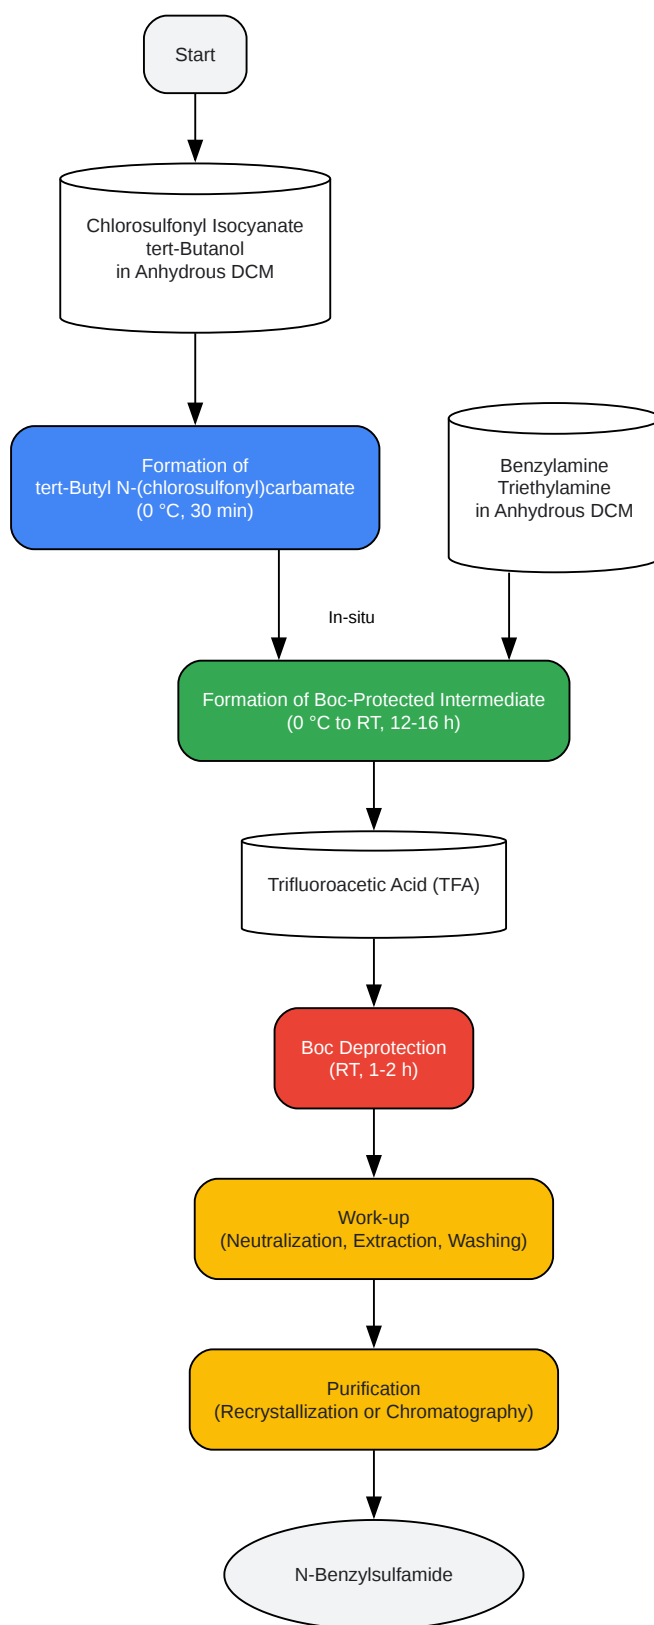 Start
Chlorosulfonyl Isocyanate
tert-Butanol
in Anhydrous DCM
Formation of
tert-Butyl N-(chlorosulfonyl)carbamate
(0 °C, 30 min)
Benzylamine
Triethylamine
in Anhydrous DCM
In-situ
Formation of Boc-Protected Intermediate
(0 °C to RT, 12-16 h)
Trifluoroacetic Acid (TFA)
Boc Deprotection
(RT, 1-2 h)
Work-up
(Neutralization, Extraction, Washing)
Purification
(Recrystallization or Chromatography)
N-Benzylsulfamide